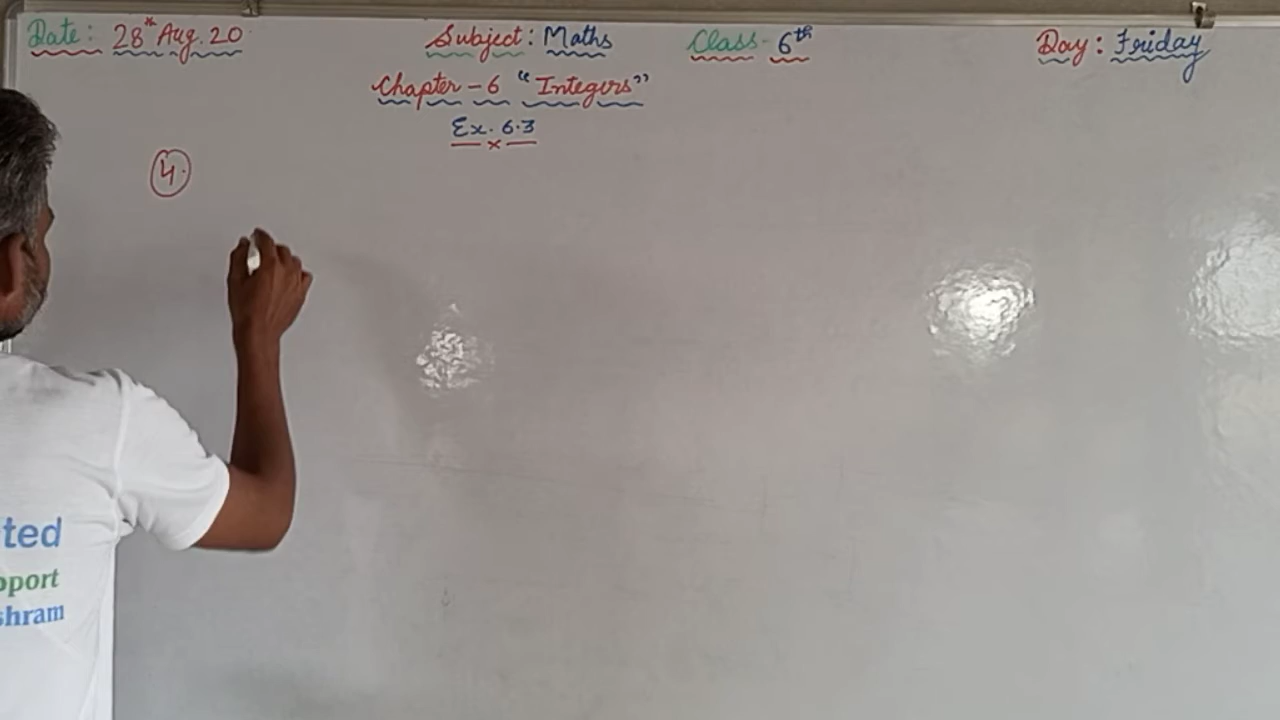 Date: 28th Aug. 20 Subject: Maths Class- 6th Day: Friday
Chapter-6 "Integers"
Ex. 6.3
4.
ted
pport
shram